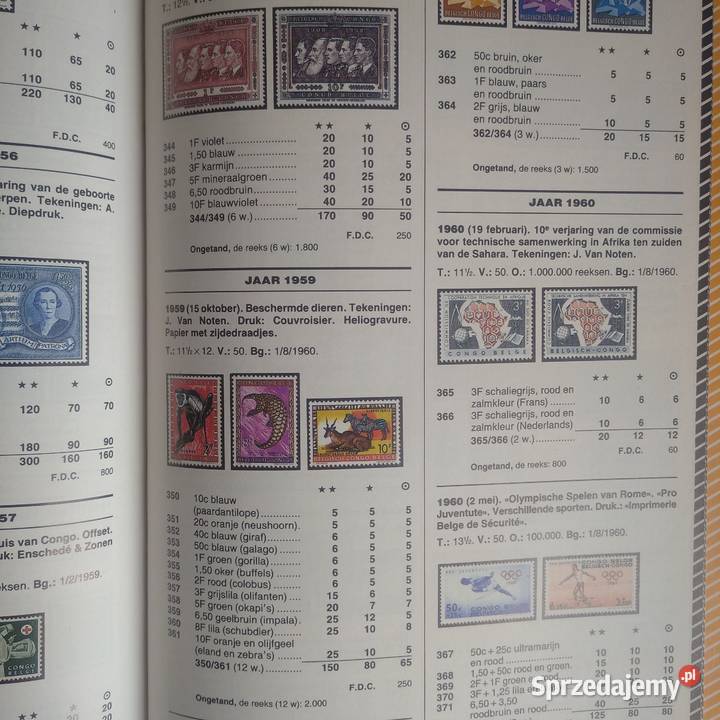 110 65 20
110 65 20
220 130 40
F.D.C. 400
56
ring van de geboorte
erpen. Tekeningen: A.
e. Diepdruk.
★★ ★ ⊙
120 70 70
180 90 90
300 160 160
F.D.C. 800
57
uis van Congo. Offset.
uk: Enschedé & Zonen
eksen. Bg.: 1/2/1959.
CONGO BELGE
★★ ★ ⊙
344 1F violet 20 10 5
345 1,50 blauw 20 10 5
346 3F karmijn 20 10 5
347 5F mineraalgroen 40 25 20
348 6,50 roodbruin 30 15 5
349 10F blauwviolet 40 20 10
344/349 (6 w.) 170 90 50
F.D.C. 250
Ongetand, de reeks (6 w): 1.800
JAAR 1959
1959 (15 oktober). Beschermde dieren. Tekeningen:
J. Van Noten. Druk: Couvroisier. Heliogravure.
Papier met zijdedraadjes.
T.: 11½ × 12. V.: 50. Bg.: 1/8/1960.
★★ ★ ⊙
350 10c blauw
(paardantilope) 5 5 5
351 20c oranje (neushoorn). 5 5 5
352 40c blauw (giraf) 6 5 5
353 50c blauw (galago) 6 5 5
354 1F groen (gorilla) 6 5 5
355 1,50 oker (buffels) 6 5 5
356 2F rood (colobus) 6 5 5
357 3F grijslila (olifanten) 15 6 5
358 5F groen (okapi's) 20 7 7
359 6,50 geelbruin (impala). 25 12 5
360 8F lila (schubdier) 25 10 8
361 10F oranje en olijfgeel
(eland en zebra's) 25 10 5
350/361 (12 w.) 150 80 65
F.D.C. 250
Ongetand, de reeks (12 w): 2.000
★★ ★ ⊙
362 50c bruin, oker
en roodbruin 5 5 5
363 1F blauw, paars
en roodbruin 5 5 5
364 2F grijs, blauw
en roodbruin 10 5 5
362/364 (3 w.) 20 15 15
F.D.C. 60
Ongetand, de reeks (3 w): 1.500
JAAR 1960
1960 (19 februari). 10e verjaring van de commissie
voor technische samenwerking in Afrika ten zuiden
van de Sahara. Tekeningen: J. Van Noten.
T.: 11½. V.: 50. O.: 1.000.000 reeksen. Bg.: 1/8/1960.
CONGO BELGE BELGISCH-CONGO
★★ ★ ⊙
365 3F schaliegrijs, rood en
zalmkleur (Frans) 10 6 6
366 3F schaliegrijs, rood en
zalmkleur (Nederlands) 10 6 6
365/366 (2 w.) 20 12 12
F.D.C. 60
Ongetand, de reeks: 800
1960 (2 mei). «Olympische Spelen van Rome». «Pro
Juventute». Verschillende sporten. Druk.: «Imprimerie
Belge de Sécurité».
T.: 13½. V.: 50. O.: 100.000. Bg.: 1/8/1960.
★★ ★ ⊙
367 50c + 25c ultramarijn
en rood 10 10 10
368 1,50 + 50c rood en groen. 15 10 10
369 2F + 1F groen en rood
370 3F + 1,25 lila en
371 6,50 + 3,50
roodbruin en rood
125 80 80
Sprzedajemy.pl